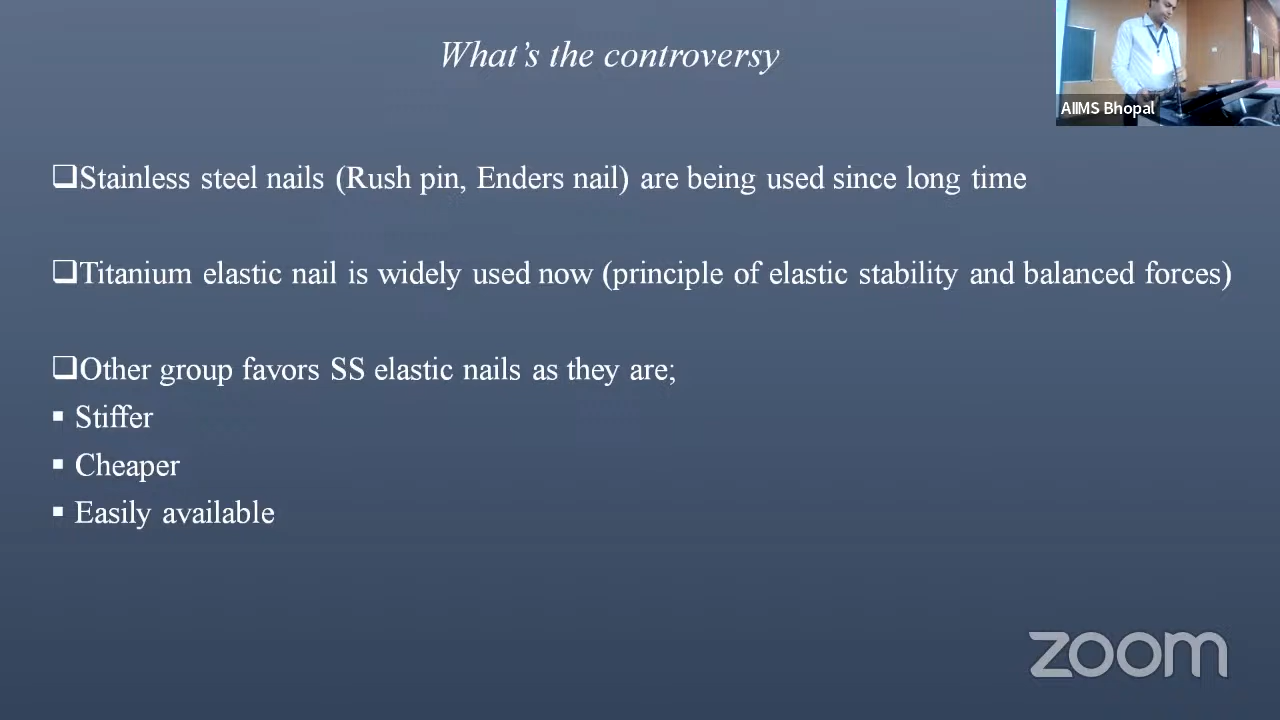 What's the controversy
AIIMS Bhopal
❑Stainless steel nails (Rush pin, Enders nail) are being used since long time
❑Titanium elastic nail is widely used now (principle of elastic stability and balanced forces)
❑Other group favors SS elastic nails as they are;
▪ Stiffer
▪ Cheaper
▪ Easily available
zoom